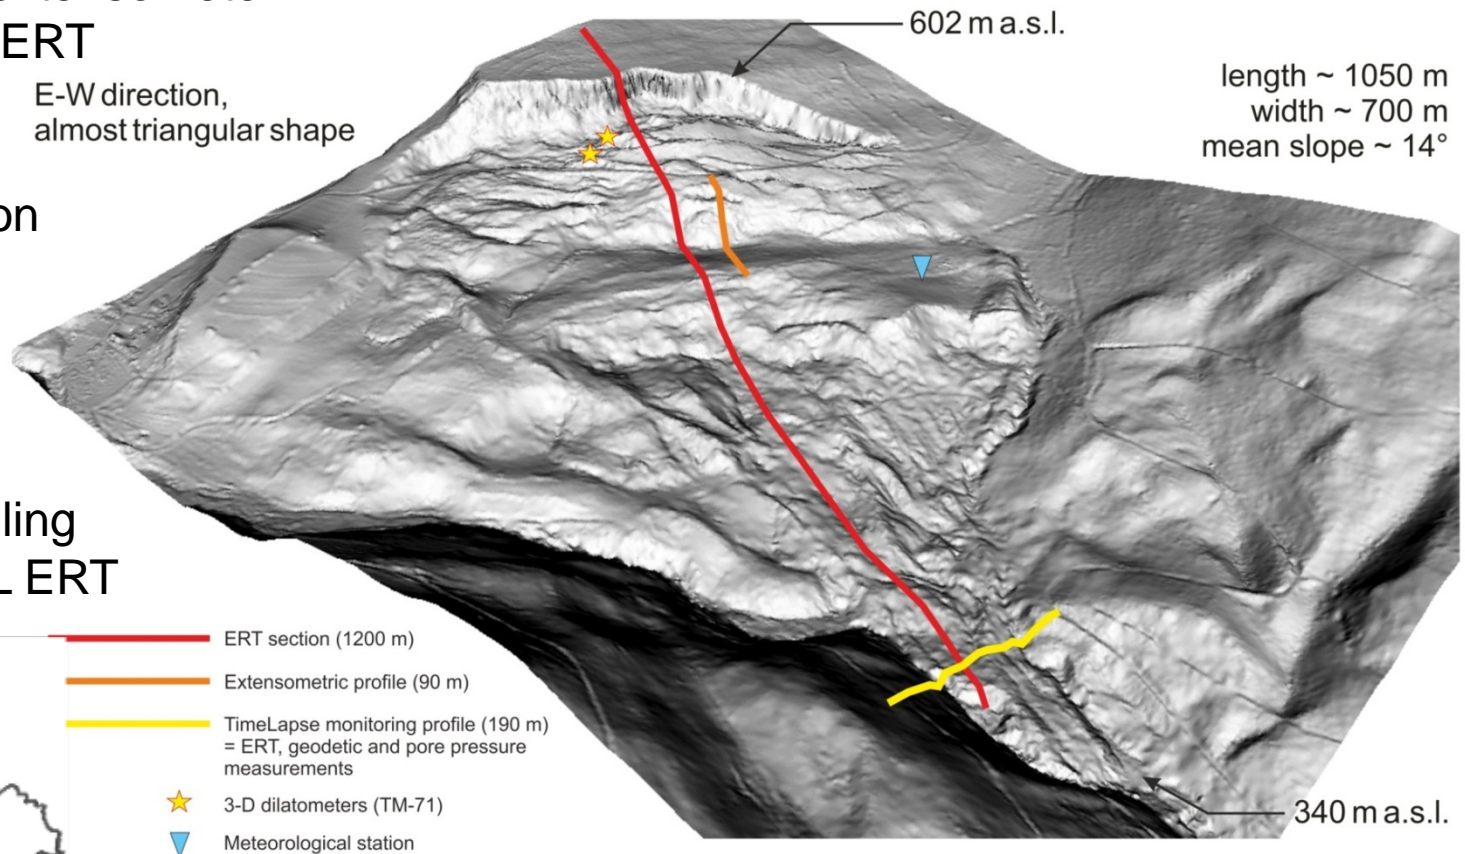 ERT
602 m a.s.l.
E-W direction,
almost triangular shape
length ~ 1050 m
width ~ 700 m
mean slope ~ 14°
on
ling
ERT
ERT section (1200 m)
Extensometric profile (90 m)
TimeLapse monitoring profile (190 m)
= ERT, geodetic and pore pressure
measurements
3-D dilatometers (TM-71)
Meteorological station
340 m a.s.l.